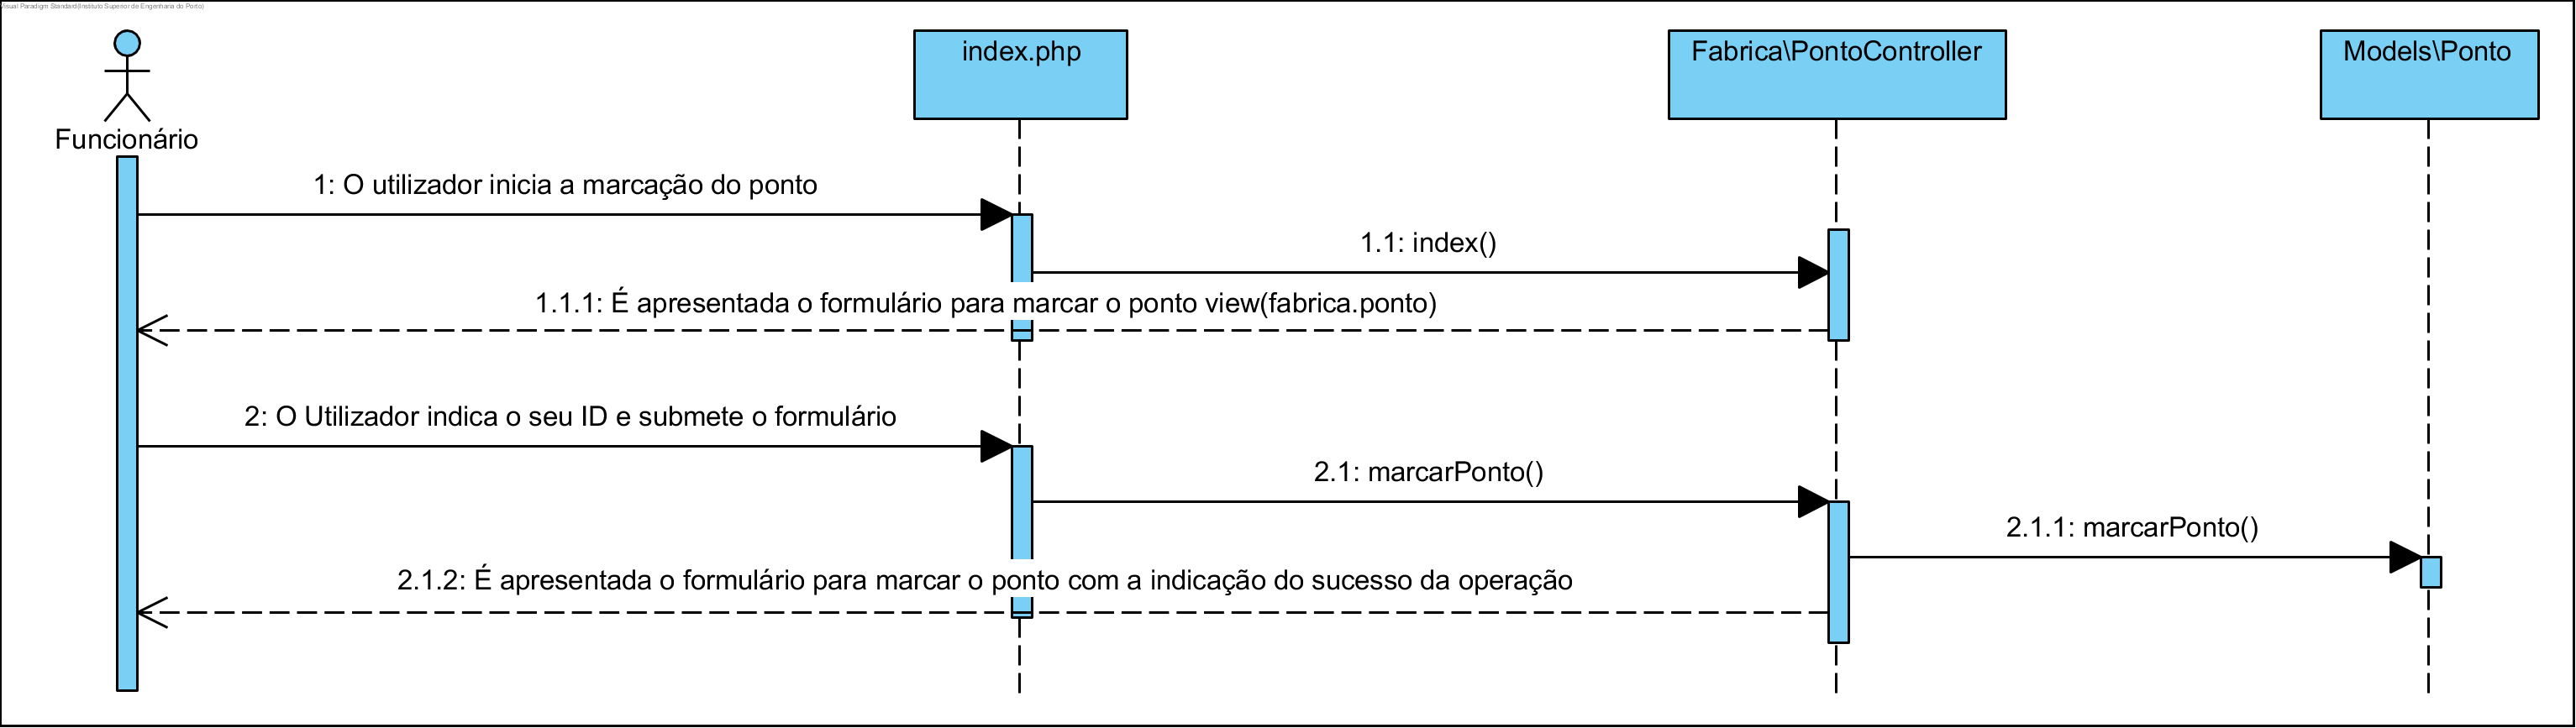 Visual Paradigm Standard(Instituto Superior de Engenharia do Porto)
Funcionário
index.php
Fabrica\PontoController
Models\Ponto
1: O utilizador inicia a marcação do ponto
1.1: index()
1.1.1: É apresentada o formulário para marcar o ponto view(fabrica.ponto)
2: O Utilizador indica o seu ID e submete o formulário
2.1: marcarPonto()
2.1.1: marcarPonto()
2.1.2: É apresentada o formulário para marcar o ponto com a indicação do sucesso da operação